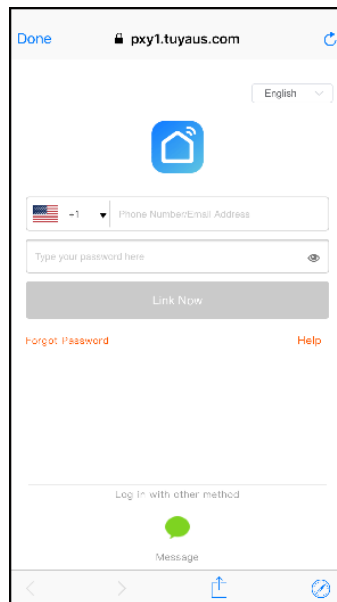 Done pxy1.tuyaus.com
English
-1 Phone Number/Email Address
Type your password here
Link Now
Forgot Password Help
Log in with other method
Message